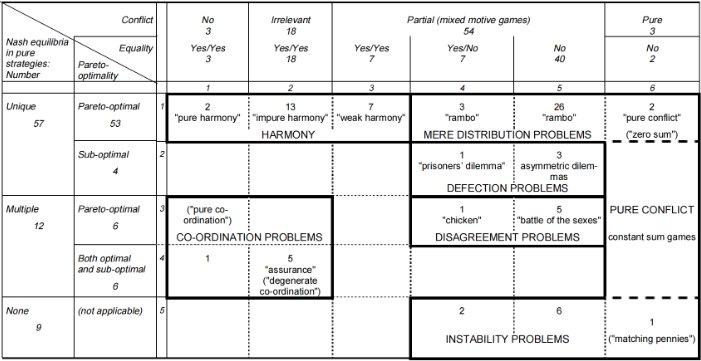 Conflict
No
3
Irrelevant
18
Partial (mixed motive games)
54
Pure
3
Nash equilibria
in pure
strategies:
Number
Equality
Pareto-
optimality
Yes/Yes
3
Yes/Yes
18
Yes/Yes
7
Yes/No
7
No
40
No
2
1 2 3 4 5 6
Unique
57
Pareto-optimal
53
1
2
"pure harmony"
13
"impure harmony"
7
"weak harmony"
3
"rambo"
26
"rambo"
2
"pure conflict"
("zero sum")
HARMONY
MERE DISTRIBUTION PROBLEMS
Sub-optimal
4
2
1
"prisoners' dilemma"
3
asymmetric dilem-
mas
DEFECTION PROBLEMS
Multiple
12
Pareto-optimal
6
3
("pure co-
ordination")
CO-ORDINATION PROBLEMS
1
"chicken"
5
"battle of the sexes"
DISAGREEMENT PROBLEMS
PURE CONFLICT
constant sum games
Both optimal
and sub-optimal
6
4
1
5
"assurance"
("degenerate
co-ordination")
None
9
(not applicable)
5
2
6
INSTABILITY PROBLEMS
1
("matching pennies")